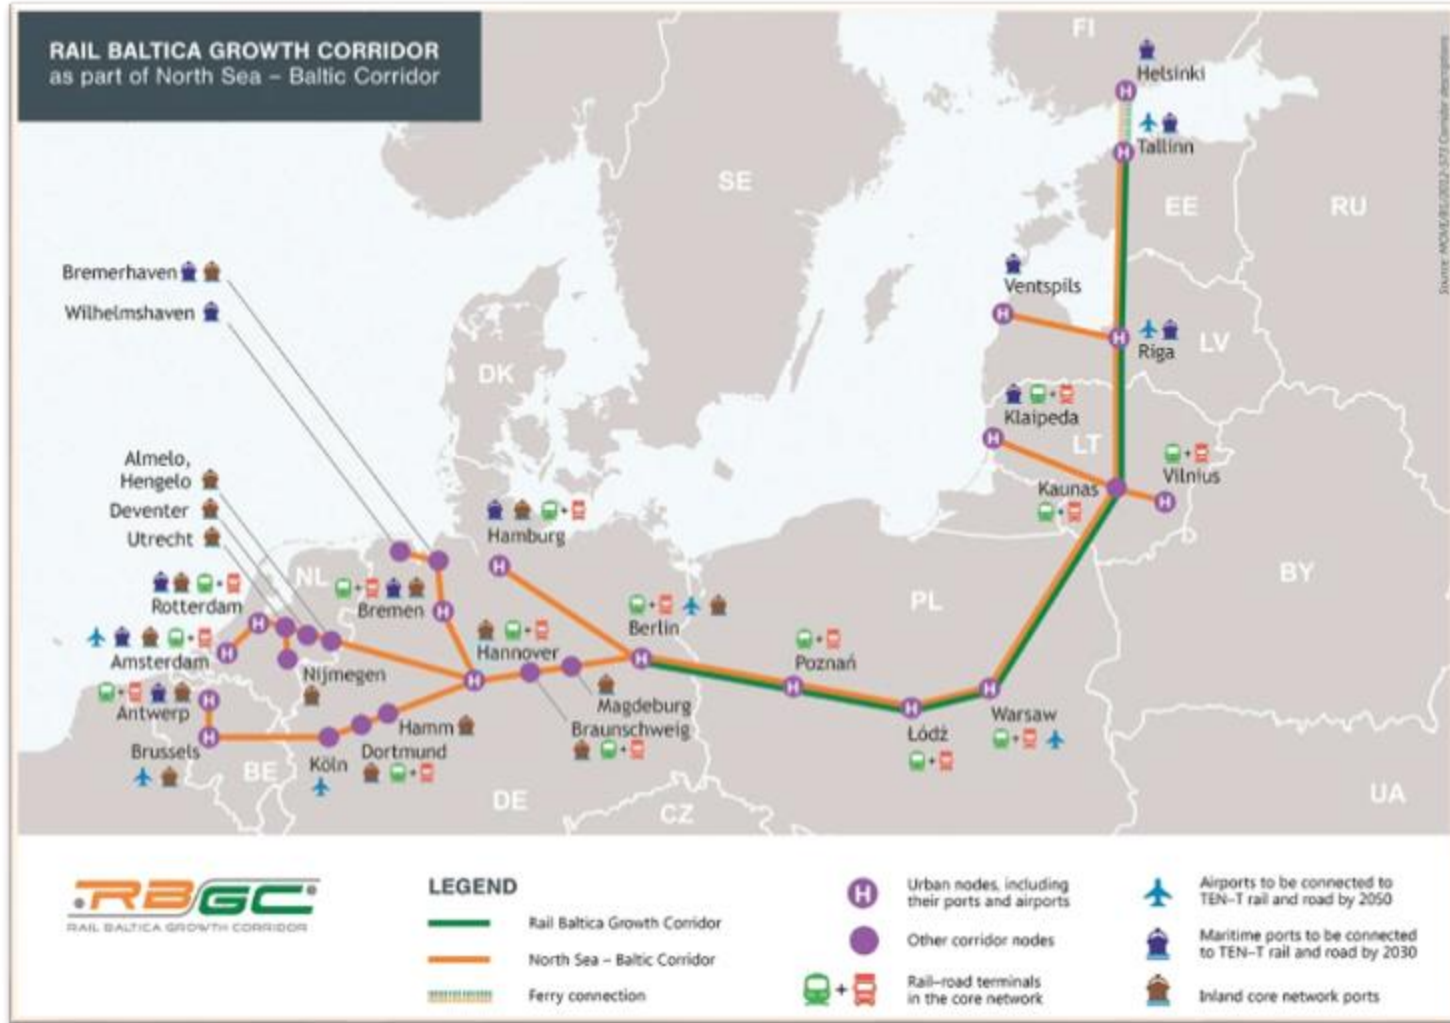 RAIL BALTICA GROWTH CORRIDOR
as part of North Sea – Baltic Corridor
FI
Helsinki
Tallinn
SE
EE
RU
Bremerhaven
Ventspils
Wilhelmshaven
Riga
LV
DK
Klaipeda
LT
Almelo,
Hengelo
Vilnius
Kaunas
Deventer
Utrecht
Hamburg
NL
BY
Rotterdam
Bremen
PL
Berlin
Amsterdam
Hannover
Poznań
Nijmegen
Antwerp
Magdeburg
Warsaw
Hamm
Braunschweig
Łódź
Brussels
Dortmund
Köln
BE
DE
CZ
UA
RBGC
RAIL BALTICA GROWTH CORRIDOR
LEGEND
Rail Baltica Growth Corridor
North Sea – Baltic Corridor
Ferry connection
H
Urban nodes, including
their ports and airports
Other corridor nodes
Rail–road terminals
in the core network
Airports to be connected to
TEN–T rail and road by 2050
Maritime ports to be connected
to TEN–T rail and road by 2030
Inland core network ports